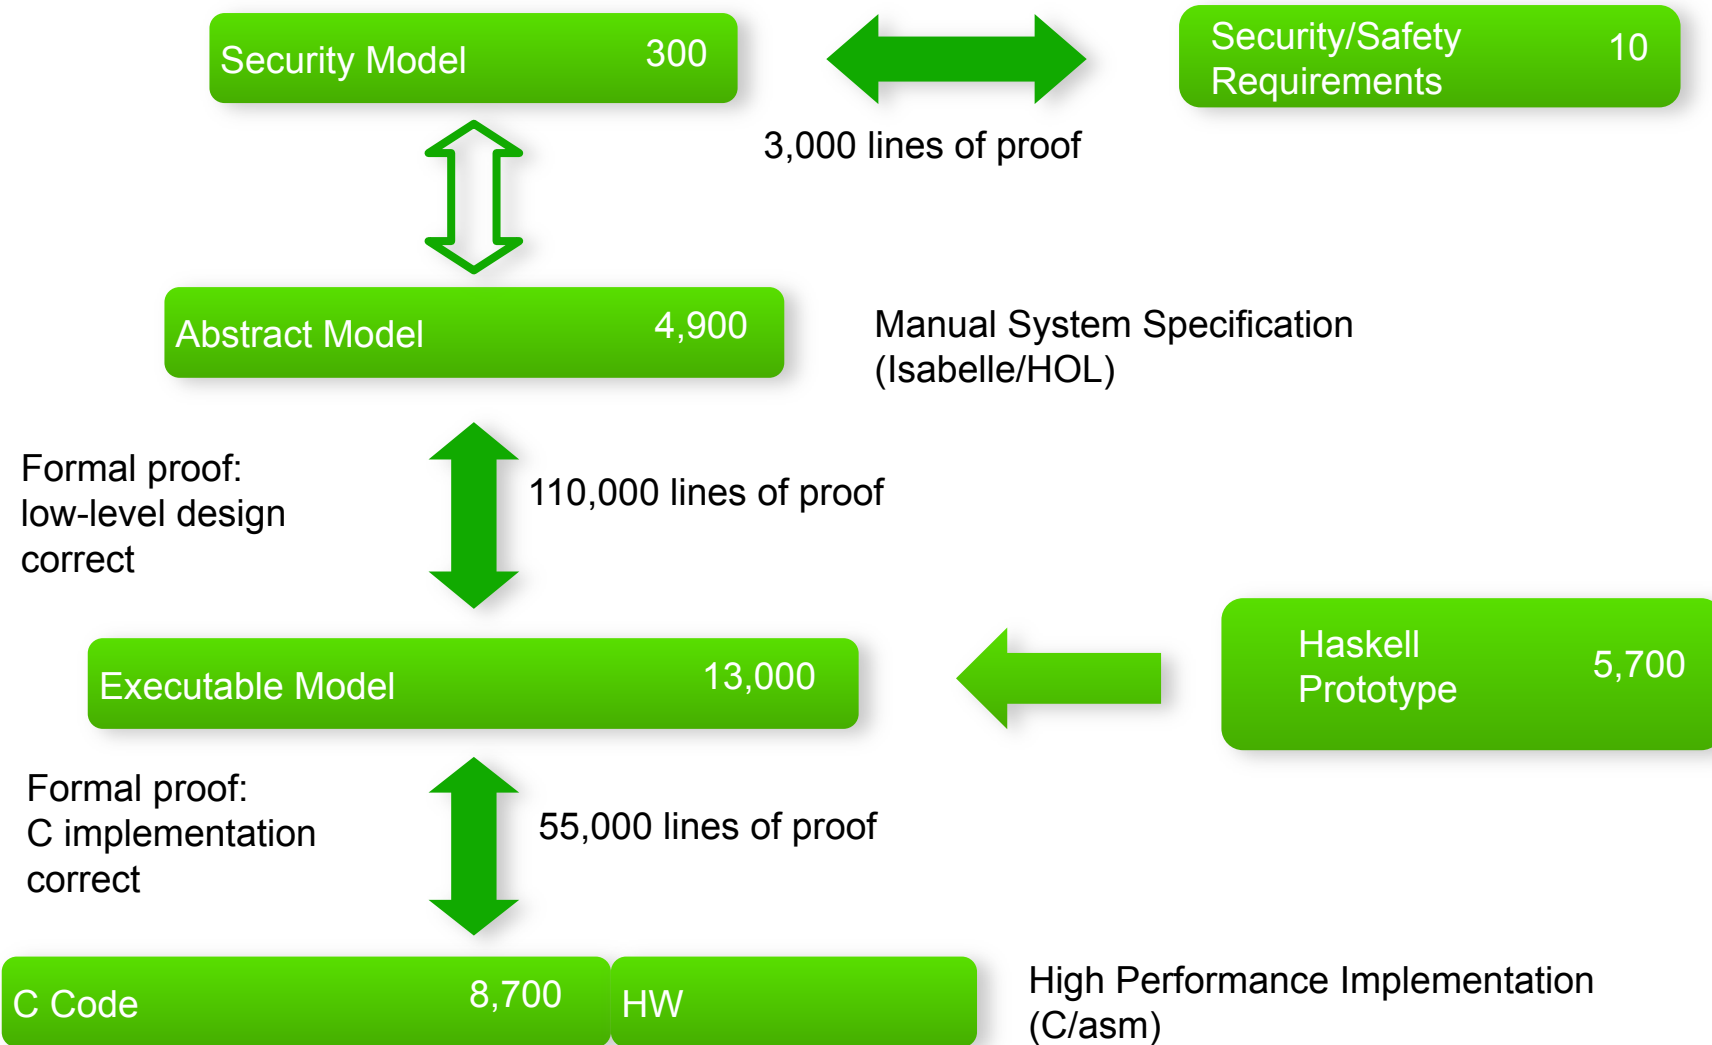 Security Model 300
Security/Safety 10
Requirements
3,000 lines of proof
Abstract Model 4,900
Manual System Specification
(Isabelle/HOL)
Formal proof:
low-level design
correct
110,000 lines of proof
Executable Model 13,000
Haskell
Prototype 5,700
Formal proof:
C implementation
correct
55,000 lines of proof
C Code 8,700
HW
High Performance Implementation
(C/asm)